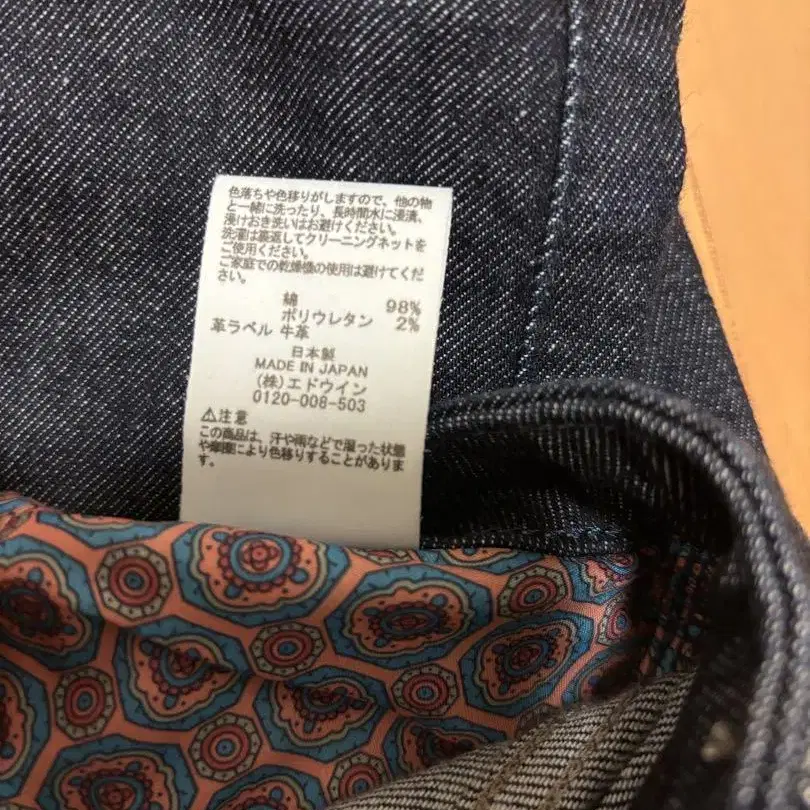 色落ちや色移りがしますので、他の物
と一緒に洗ったり、長時間水に浸漬、
浸けおき洗いはお避けください。
洗濯は裏返してクリーニングネットを
ご使用ください。
ご家庭での乾燥機の使用は避けてくだ
さい。
綿 98%
ポリウレタン 2%
革ラベル 牛革
日本製
MADE IN JAPAN
(株)エドウイン
0120-008-503
⚠注意
この商品は、汗や雨などで湿った状態
や摩擦により色移りすることがありま
す。